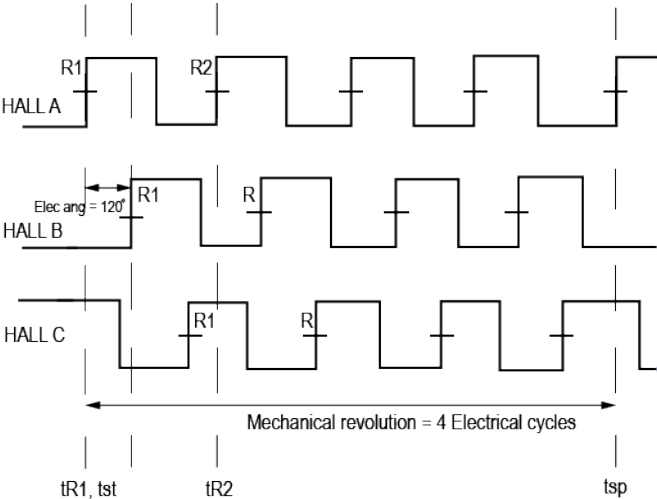 R1
R2
HALL A
R1
R
Elec ang = 120°
HALL B
R1
R
HALL C
Mechanical revolution = 4 Electrical cycles
tR1, tst
tR2
tsp